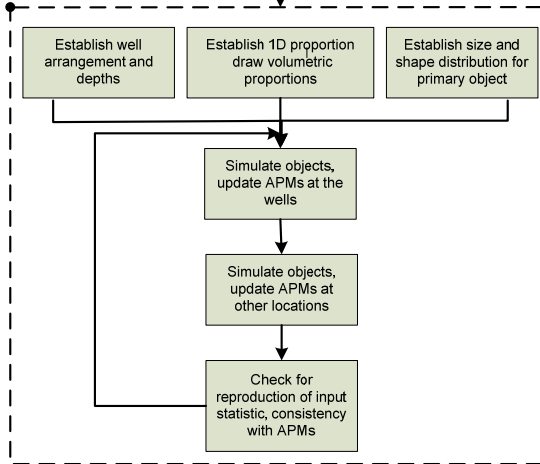 Establish well
arrangement and
depths
Establish 1D proportion
draw volumetric
proportions
Establish size and
shape distribution for
primary object
Simulate objects,
update APMs at the
wells
Simulate objects,
update APMs at
other locations
Check for
reproduction of input
statistic, consistency
with APMs